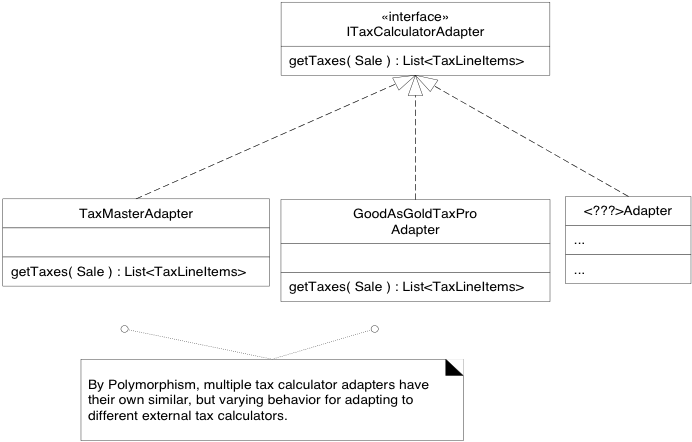 «interface»
ITaxCalculatorAdapter
getTaxes( Sale ) : List<TaxLineItems>
TaxMasterAdapter
getTaxes( Sale ) : List<TaxLineItems>
GoodAsGoldTaxPro
Adapter
getTaxes( Sale ) : List<TaxLineItems>
<???>Adapter
...
...
By Polymorphism, multiple tax calculator adapters have
their own similar, but varying behavior for adapting to
different external tax calculators.